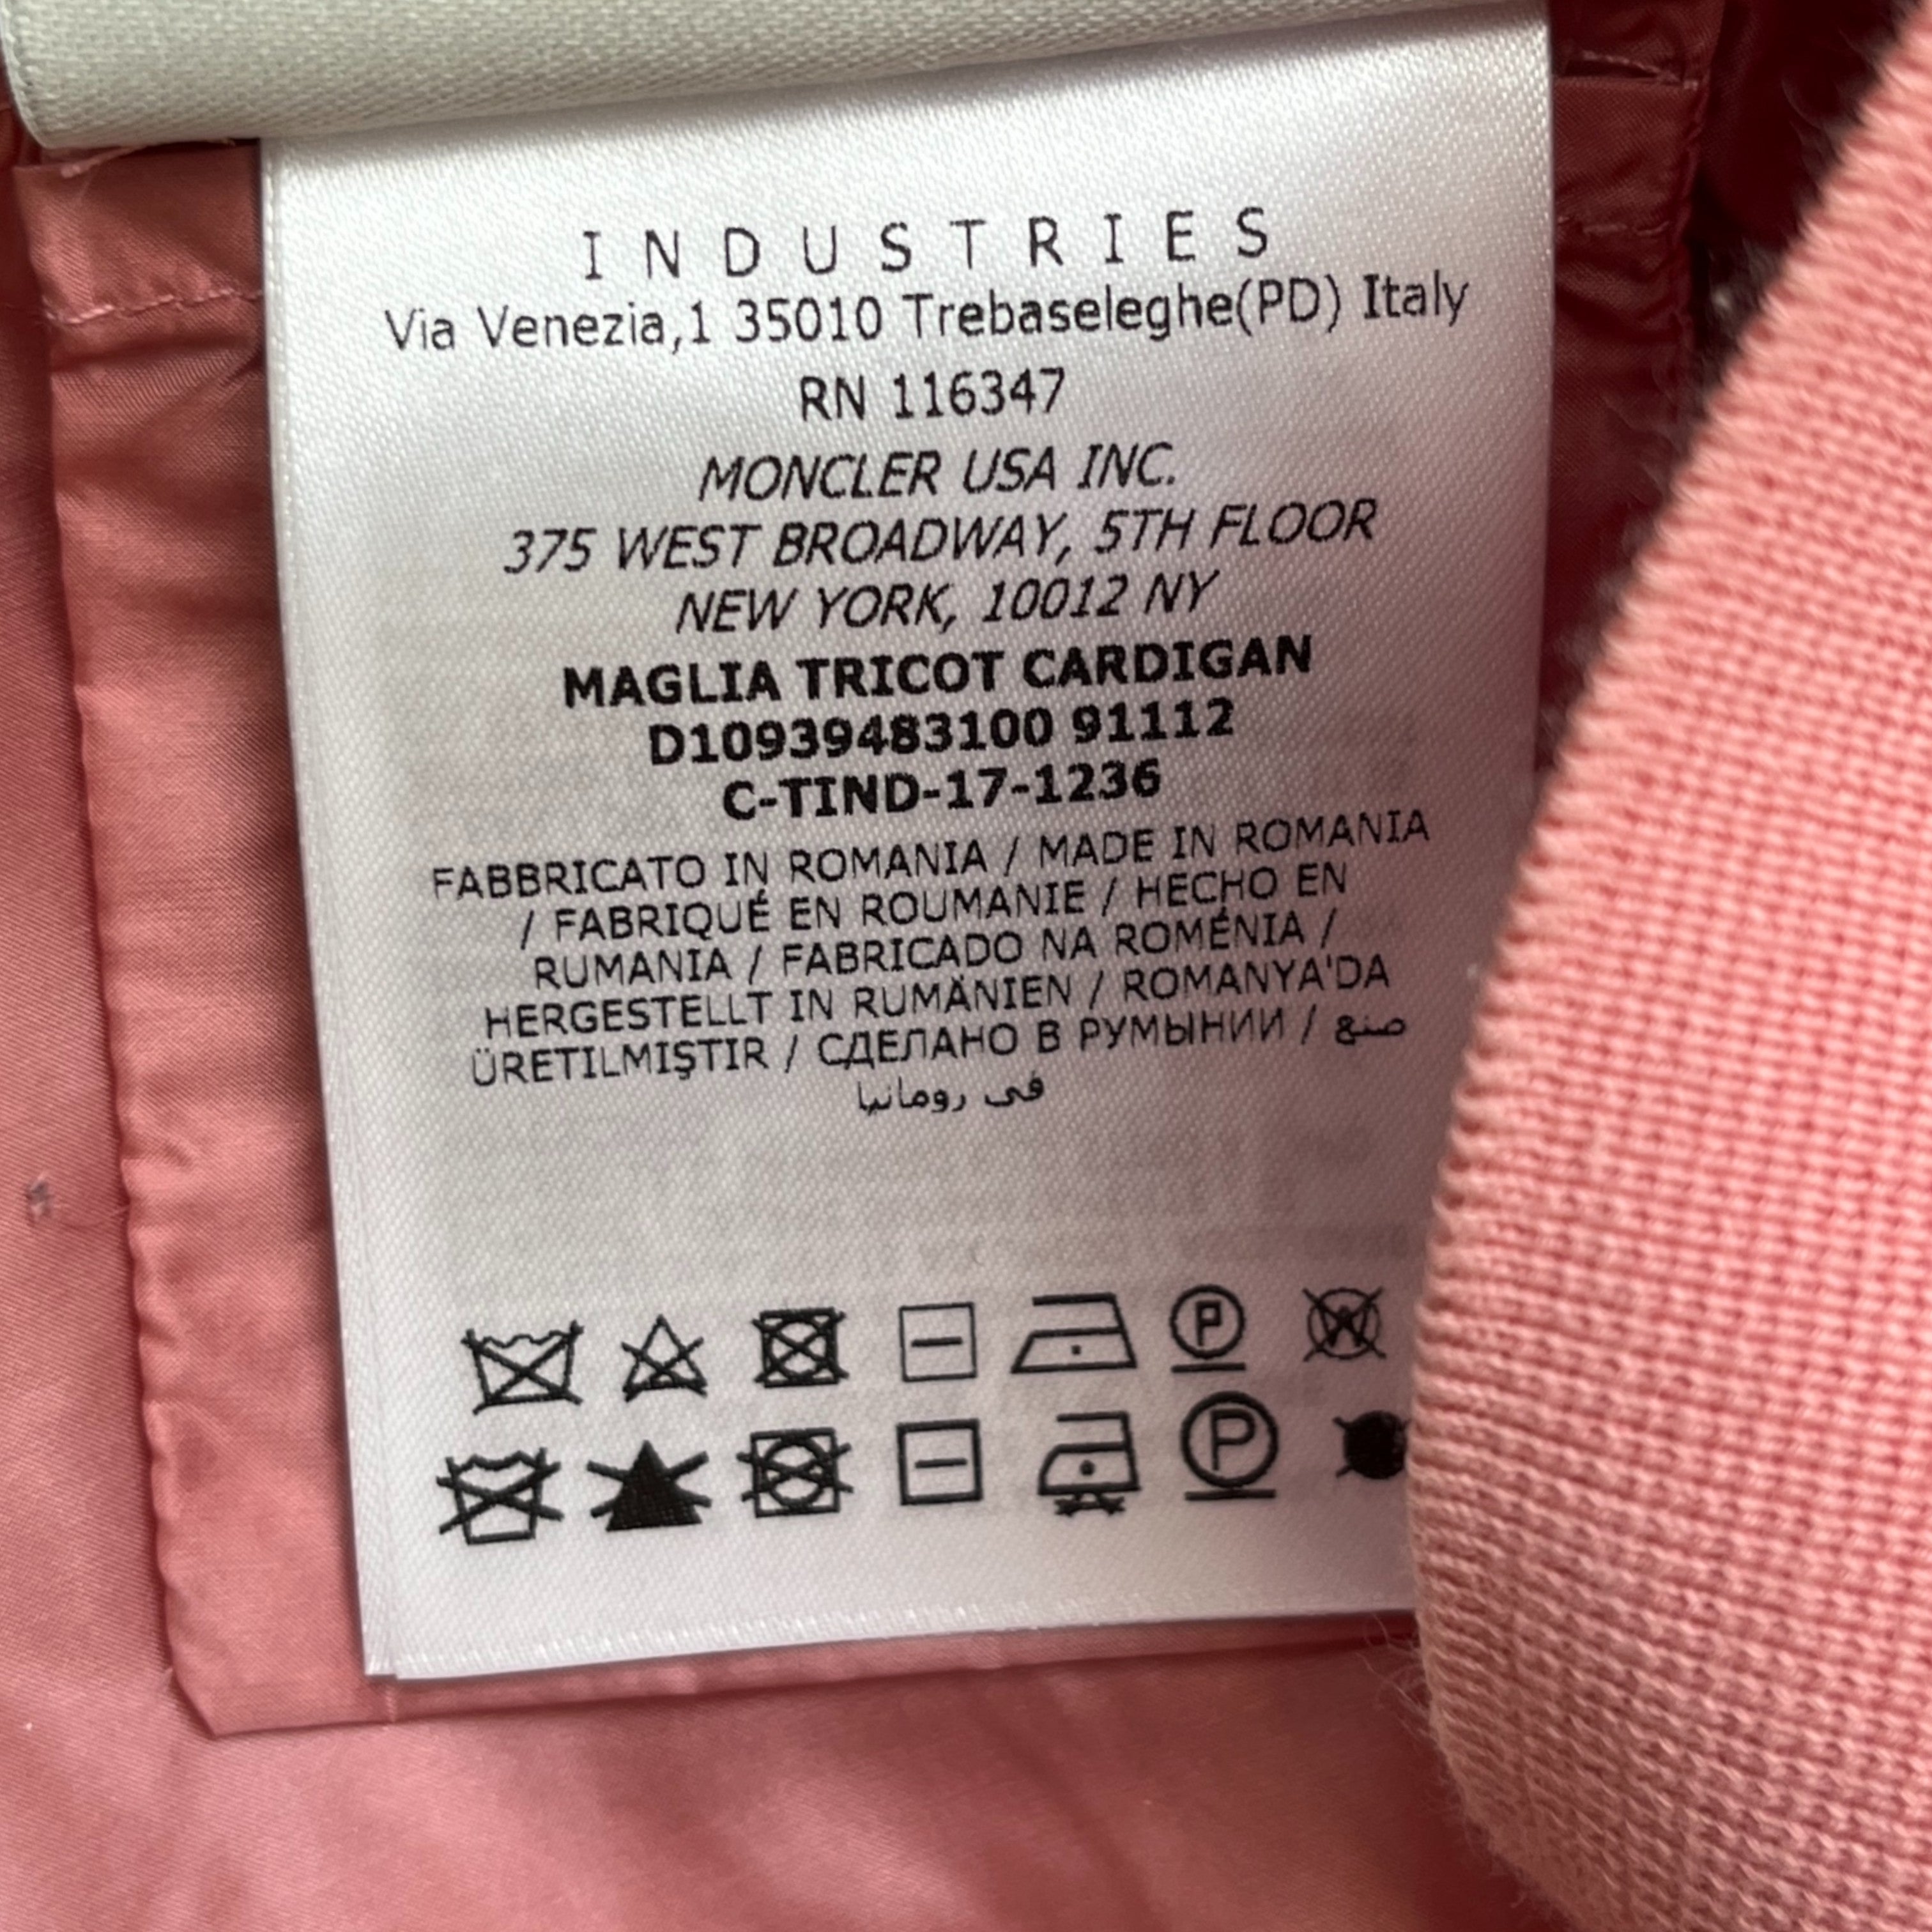 INDUSTRIES
Via Venezia,1 35010 Trebaseleghe(PD) Italy
RN 116347
MONCLER USA INC.
375 WEST BROADWAY, 5TH FLOOR
NEW YORK, 10012 NY
MAGLIA TRICOT CARDIGAN
D10939483100 91112
C-TIND-17-1236
FABBRICATO IN ROMANIA / MADE IN ROMANIA
/ FABRIQUÉ EN ROUMANIE / HECHO EN
RUMANIA / FABRICADO NA ROMÉNIA /
HERGESTELLT IN RUMÄNIEN / ROMANYA'DA
ÜRETILMIŞTIR / СДЕЛАНО В РУМЫНИИ / صنع
في رومانيا
P W
P